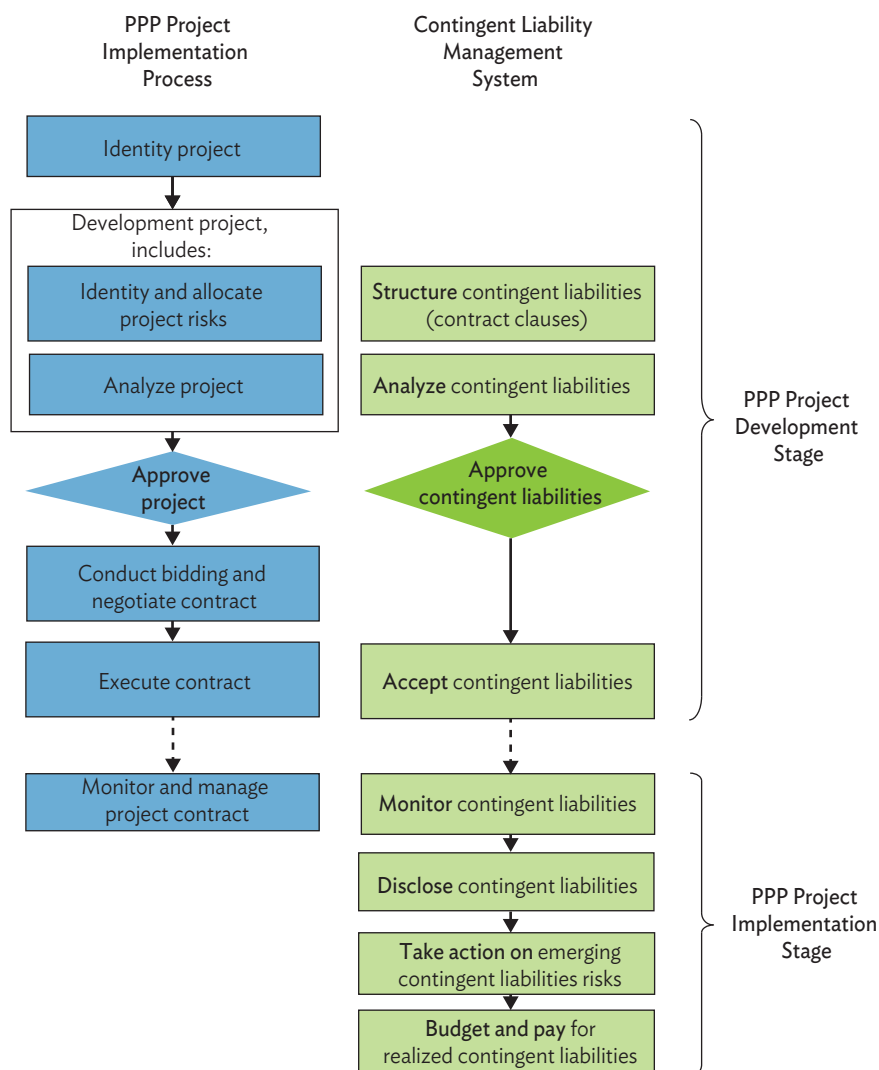 PPP Project
Implementation
Process
Contingent Liability
Management
System
Identity project
Development project,
includes:
Identity and allocate
project risks
Analyze project
Approve
project
Conduct bidding and
negotiate contract
Execute contract
Monitor and manage
project contract
Structure contingent liabilities
(contract clauses)
Analyze contingent liabilities
Approve
contingent liabilities
Accept contingent liabilities
Monitor contingent liabilities
Disclose contingent liabilities
Take action on emerging
contingent liabilities risks
Budget and pay for
realized contingent liabilities
PPP Project
Development
Stage
PPP Project
Implementation
Stage